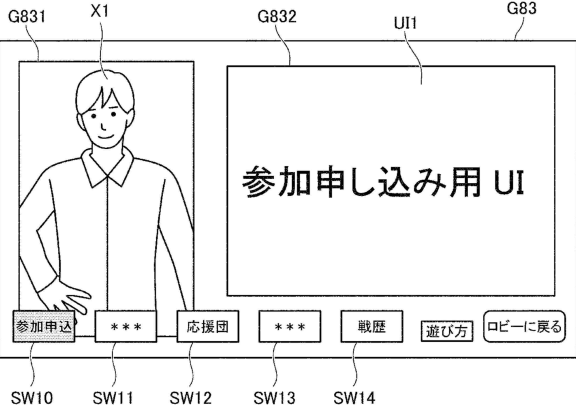 G831
X1
G832
UI1
G83
参加申し込み用 UI
参加申込
***
応援団
***
戦歴
遊び方
ロビーに戻る
SW10
SW11
SW12
SW13
SW14